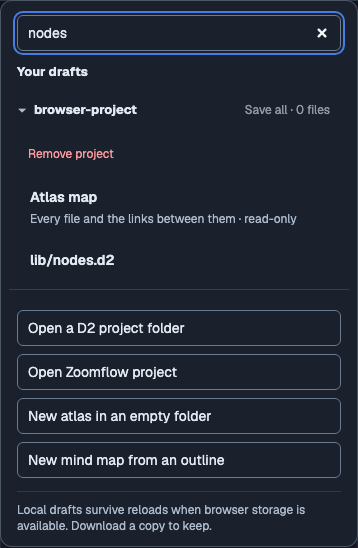 nodes
Your drafts
browser-project
Save all · 0 files
Remove project
Atlas map
Every file and the links between them · read-only
lib/nodes.d2
Open a D2 project folder
Open Zoomflow project
New atlas in an empty folder
New mind map from an outline
Local drafts survive reloads when browser storage is
available. Download a copy to keep.